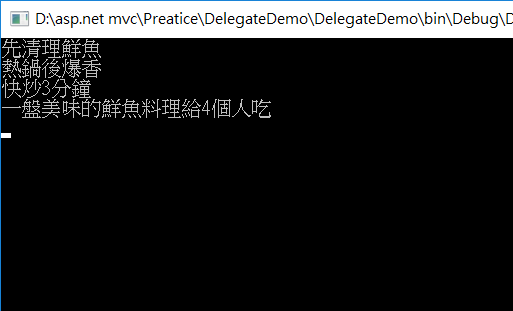 D:\asp.net mvc\Preatice\DelegateDemo\DelegateDemo\bin\Debug\D
先清理鮮魚
熱鍋後爆香
快炒3分鐘
一盤美味的鮮魚料理給4個人吃